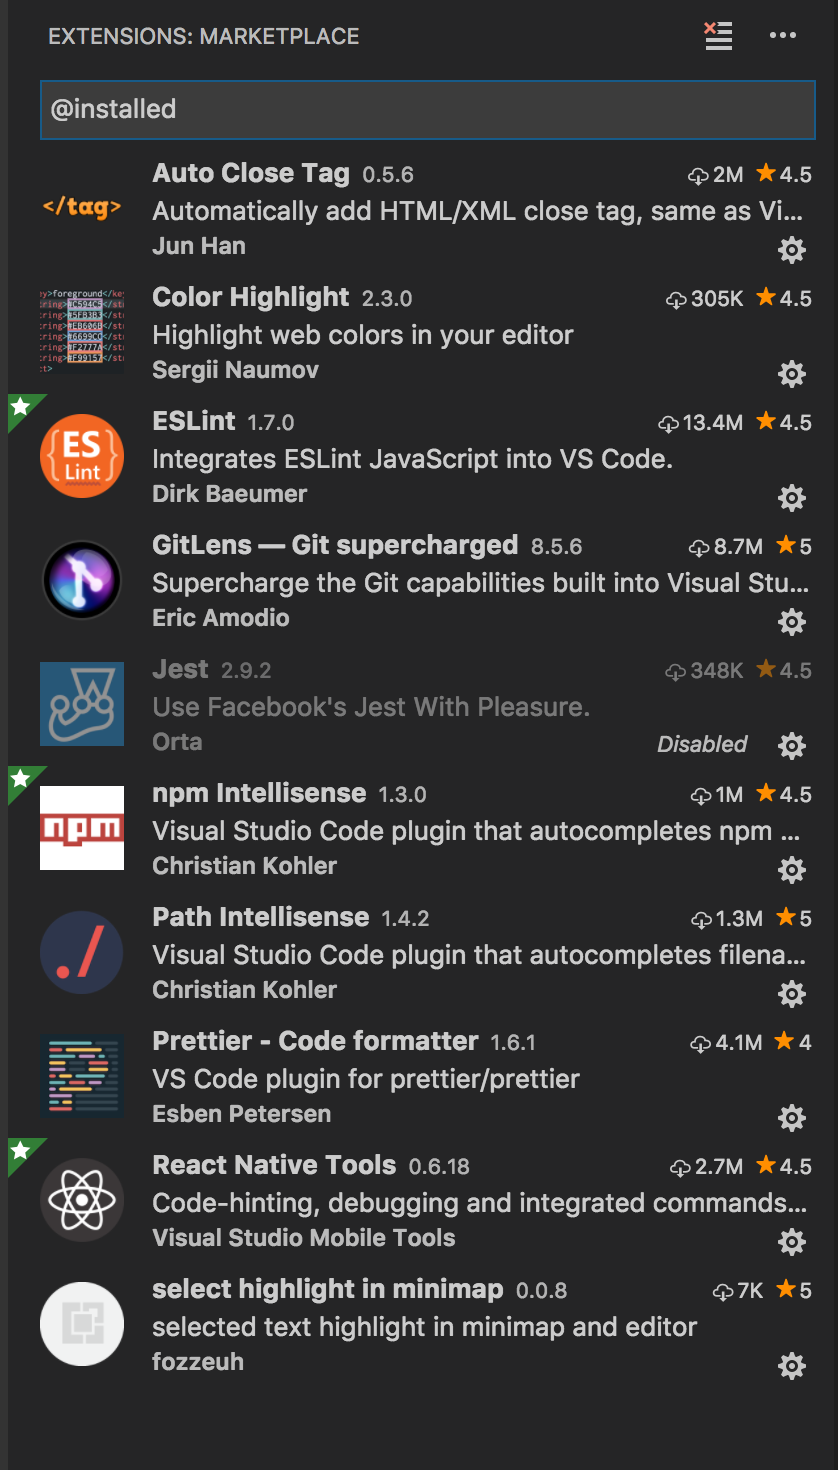 EXTENSIONS: MARKETPLACE
@installed
Auto Close Tag 0.5.6 2M 4.5
</tag>
Automatically add HTML/XML close tag, same as Vi...
Jun Han
Color Highlight 2.3.0 305K 4.5
Highlight web colors in your editor
Sergii Naumov
ESLint 1.7.0 13.4M 4.5
ES
Lint
Integrates ESLint JavaScript into VS Code.
Dirk Baeumer
GitLens — Git supercharged 8.5.6 8.7M 5
Supercharge the Git capabilities built into Visual Stu...
Eric Amodio
Jest 2.9.2 348K 4.5
Use Facebook's Jest With Pleasure.
Orta Disabled
npm Intellisense 1.3.0 1M 4.5
npm
Visual Studio Code plugin that autocompletes npm ...
Christian Kohler
Path Intellisense 1.4.2 1.3M 5
./
Visual Studio Code plugin that autocompletes filena...
Christian Kohler
Prettier - Code formatter 1.6.1 4.1M 4
VS Code plugin for prettier/prettier
Esben Petersen
React Native Tools 0.6.18 2.7M 4.5
Code-hinting, debugging and integrated commands...
Visual Studio Mobile Tools
select highlight in minimap 0.0.8 7K 5
selected text highlight in minimap and editor
fozzeuh